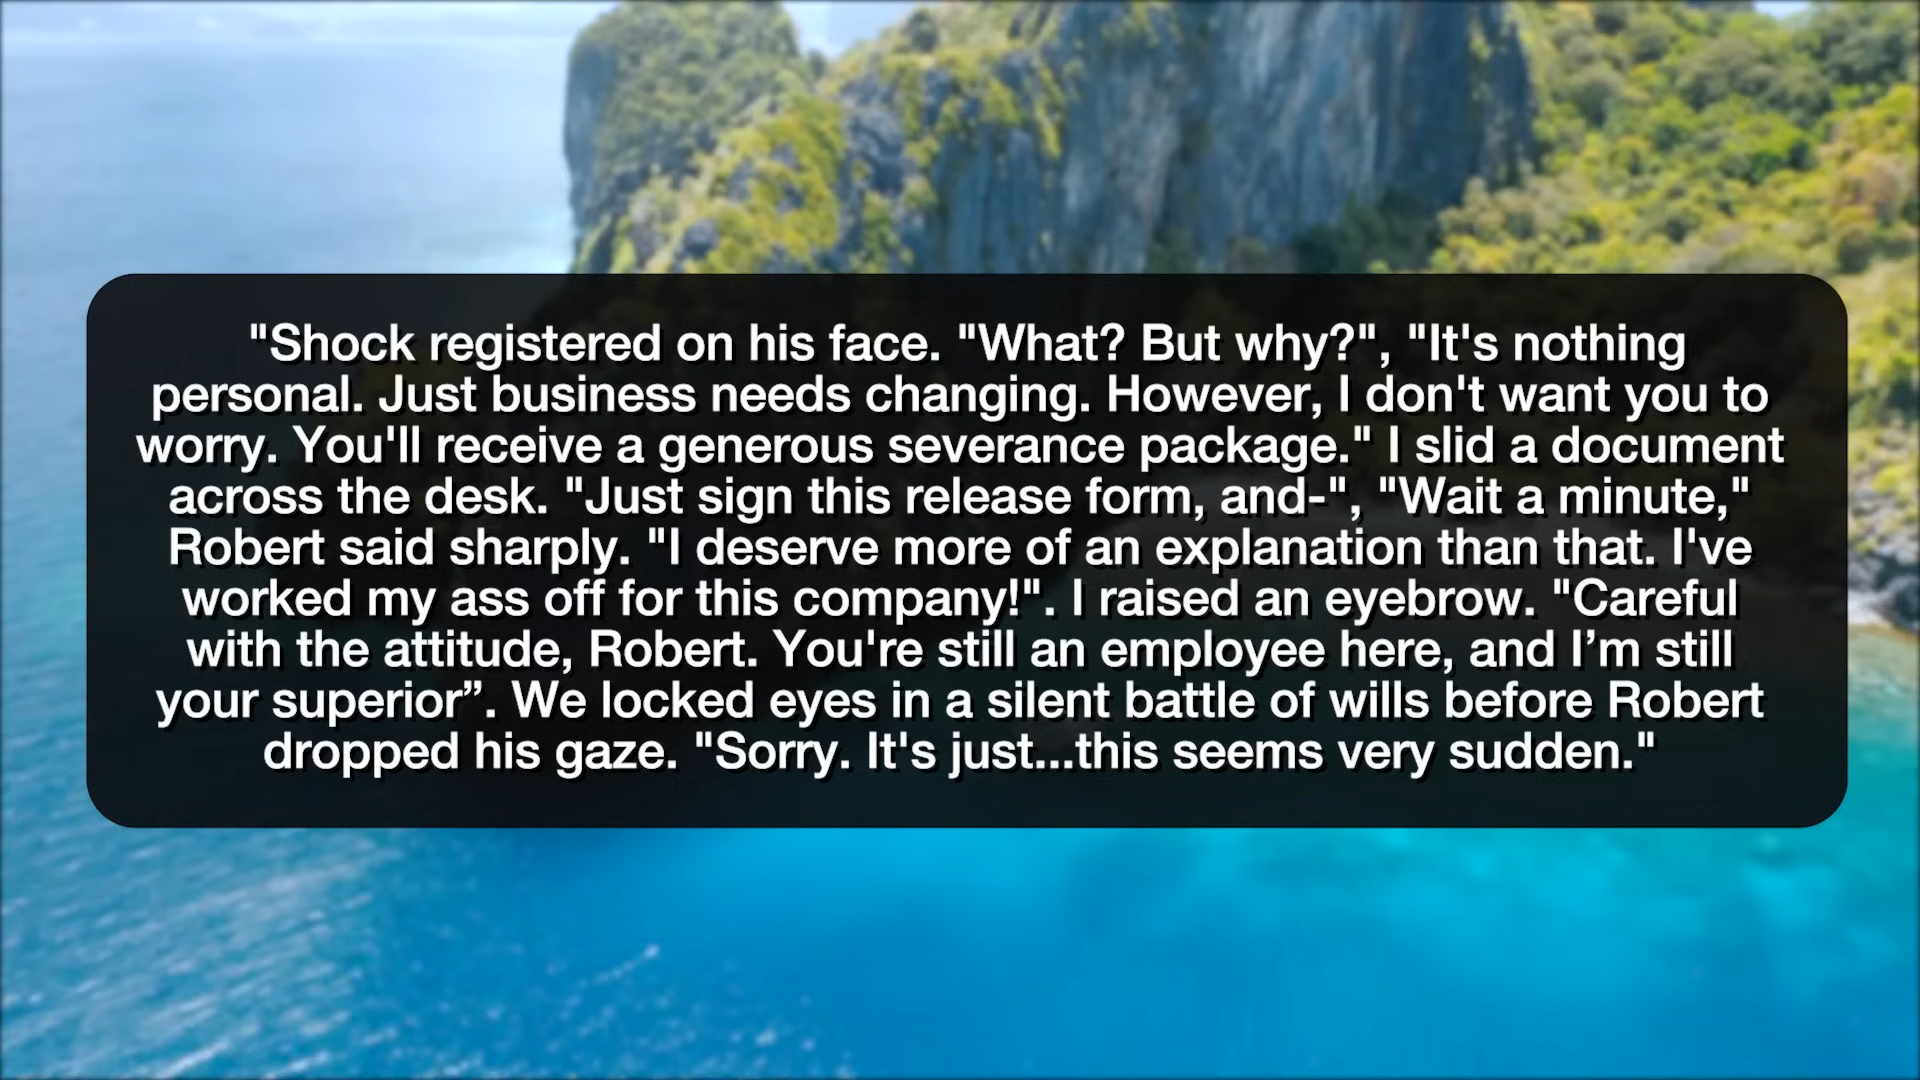 "Shock registered on his face. "What? But why?", "It's nothing
personal. Just business needs changing. However, I don't want you to
worry. You'll receive a generous severance package." I slid a document
across the desk. "Just sign this release form, and-", "Wait a minute,"
Robert said sharply. "I deserve more of an explanation than that. I've
worked my ass off for this company!". I raised an eyebrow. "Careful
with the attitude, Robert. You're still an employee here, and I’m still
your superior”. We locked eyes in a silent battle of wills before Robert
dropped his gaze. "Sorry. It's just...this seems very sudden."